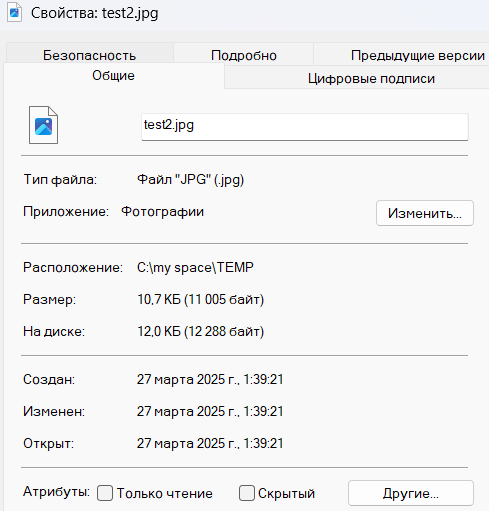 Свойства: test2.jpg
Безопасность Подробно Предыдущие версии
Общие Цифровые подписи
test2.jpg
Тип файла: Файл "JPG" (.jpg)
Приложение: Фотографии Изменить...
Расположение: C:\my space\TEMP
Размер: 10,7 КБ (11 005 байт)
На диске: 12,0 КБ (12 288 байт)
Создан: 27 марта 2025 г., 1:39:21
Изменен: 27 марта 2025 г., 1:39:21
Открыт: 27 марта 2025 г., 1:39:21
Атрибуты: Только чтение Скрытый Другие...